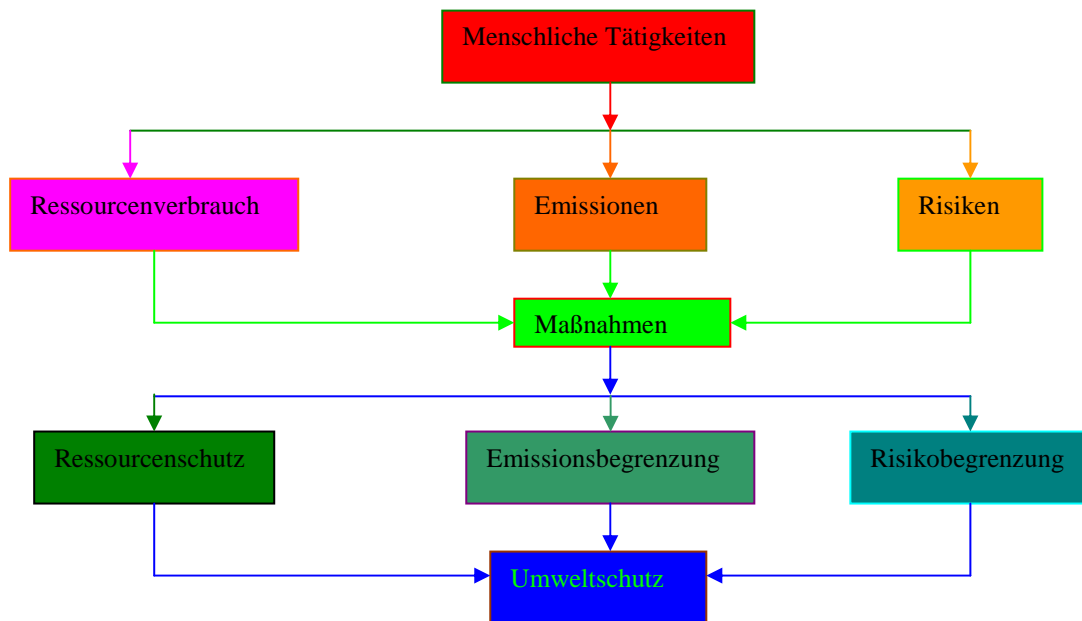 Menschliche Tätigkeiten
Ressourcenverbrauch
Emissionen
Risiken
Maßnahmen
Ressourcenschutz
Emissionsbegrenzung
Risikobegrenzung
Umweltschutz